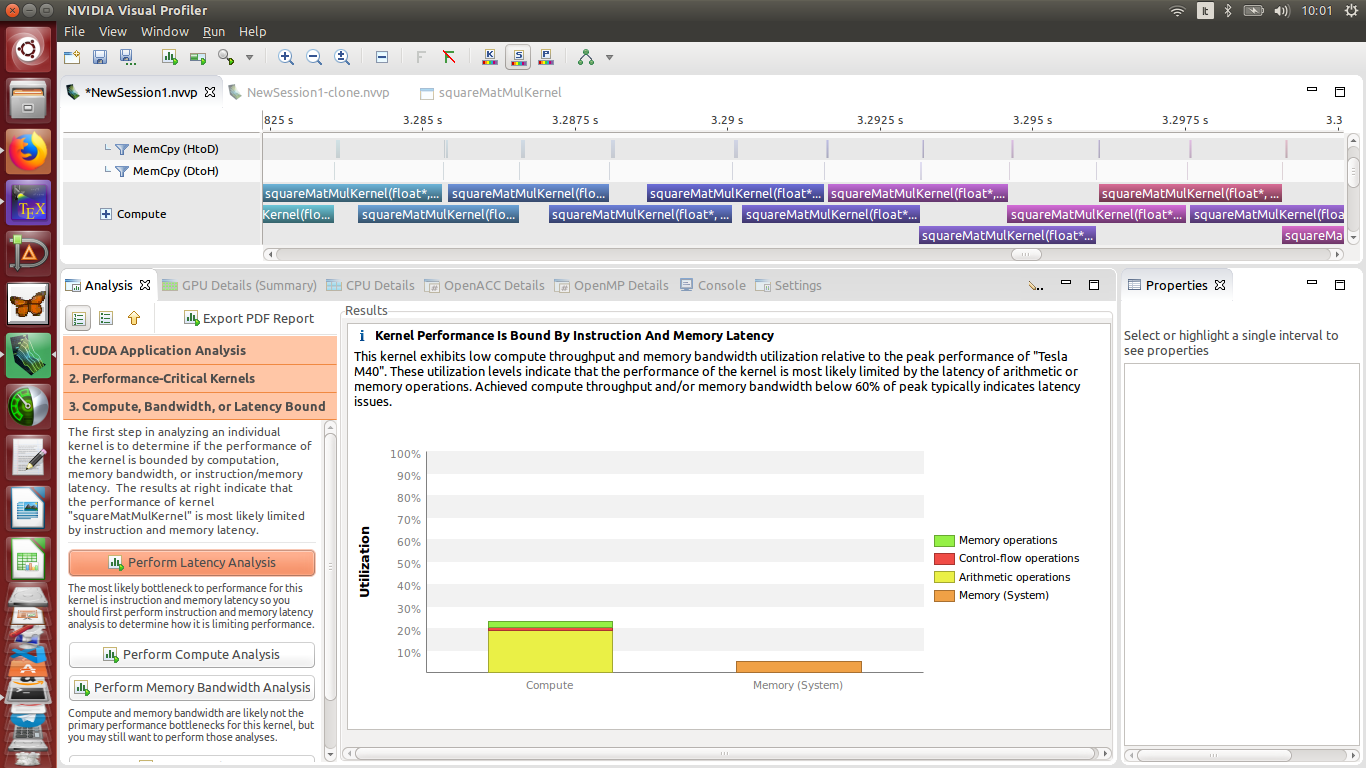 NVIDIA Visual Profiler
lt
10:01
File View Window Run Help
*NewSession1.nvvp NewSession1-clone.nvvp squareMatMulKernel
825 s 3.285 s 3.2875 s 3.29 s 3.2925 s 3.295 s 3.2975 s 3.3
MemCpy (HtoD)
MemCpy (DtoH)
squareMatMulKernel(float*,... squareMatMulKernel(flo... squareMatMulKernel(float*, ... squareMatMulKernel(float*,... squareMatMulKernel(float*, ...
Compute
Kernel(flo... squareMatMulKernel(flo... squareMatMulKernel(float*, ... squareMatMulKernel(float*... squareMatMulKernel(float*... squareMatMulKernel(floa
squareMatMulKernel(float*... squareMa
Analysis GPU Details (Summary) CPU Details OpenACC Details OpenMP Details Console Settings
Properties
Export PDF Report
Results
1. CUDA Application Analysis
2. Performance-Critical Kernels
3. Compute, Bandwidth, or Latency Bound
The first step in analyzing an individual
kernel is to determine if the performance of
the kernel is bounded by computation,
memory bandwidth, or instruction/memory
latency. The results at right indicate that
the performance of kernel
"squareMatMulKernel" is most likely limited
by instruction and memory latency.
Perform Latency Analysis
The most likely bottleneck to performance for this
kernel is instruction and memory latency so you
should first perform instruction and memory latency
analysis to determine how it is limiting performance.
Perform Compute Analysis
Perform Memory Bandwidth Analysis
Compute and memory bandwidth are likely not the
primary performance bottlenecks for this kernel, but
you may still want to perform those analyses.
i Kernel Performance Is Bound By Instruction And Memory Latency
This kernel exhibits low compute throughput and memory bandwidth utilization relative to the peak performance of "Tesla
M40". These utilization levels indicate that the performance of the kernel is most likely limited by the latency of arithmetic or
memory operations. Achieved compute throughput and/or memory bandwidth below 60% of peak typically indicates latency
issues.
Utilization
100%
90%
80%
70%
60%
50%
40%
30%
20%
10%
Compute Memory (System)
Memory operations
Control-flow operations
Arithmetic operations
Memory (System)
Select or highlight a single interval to
see properties